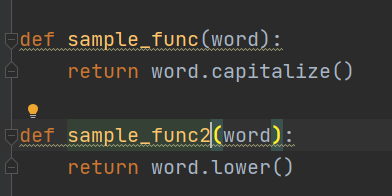 def sample_func(word):
    return word.capitalize()
def sample_func2(word):
    return word.lower()